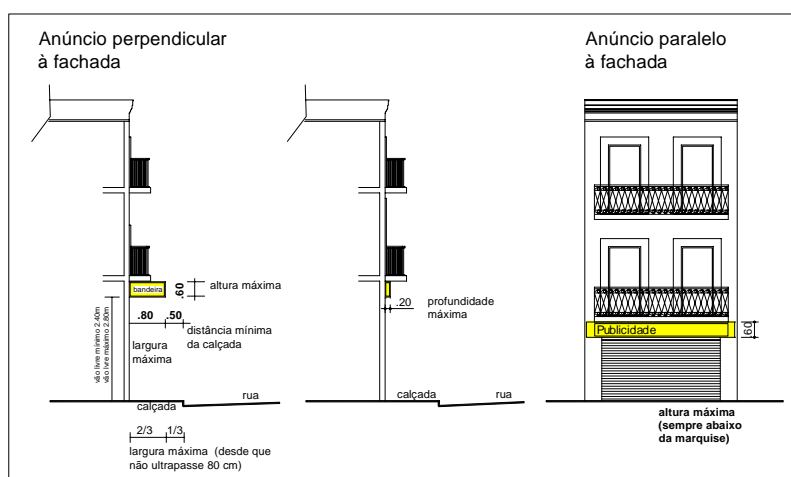 Anúncio perpendicular
à fachada
bandeira
.60
altura máxima
.80
.50
largura
máxima
distância mínima
da calçada
vão livre mínimo 2.40m
vão livre máximo 2.80m
calçada
rua
2/3
1/3
largura máxima (desde que
não ultrapasse 80 cm)
.20
profundidade
máxima
calçada
rua
Anúncio paralelo
à fachada
Publicidade
.60
altura máxima
(sempre abaixo
da marquise)